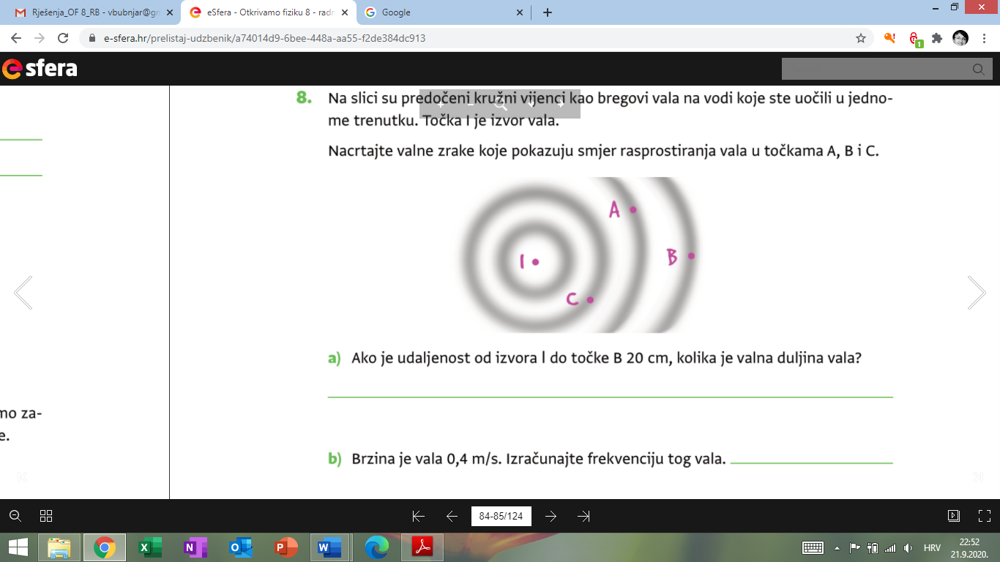 Rješenja_OF 8_RB - vbubnjar@gm
eSfera - Otkrivamo fiziku 8 - radn
Google
e-sfera.hr/prelistaj-udzbenik/a74014d9-6bee-448a-aa55-f2de384dc913
1
e sfera
8. Na slici su predočeni kružni vijenci kao bregovi vala na vodi koje ste uočili u jedno-
me trenutku. Točka I je izvor vala.
Nacrtajte valne zrake koje pokazuju smjer rasprostiranja vala u točkama A, B i C.
A
I
B
C
a) Ako je udaljenost od izvora l do točke B 20 cm, kolika je valna duljina vala?
mo za-
e.
b) Brzina je vala 0,4 m/s. Izračunajte frekvenciju tog vala.
84-85/124
HRV
22:52
21.9.2020.